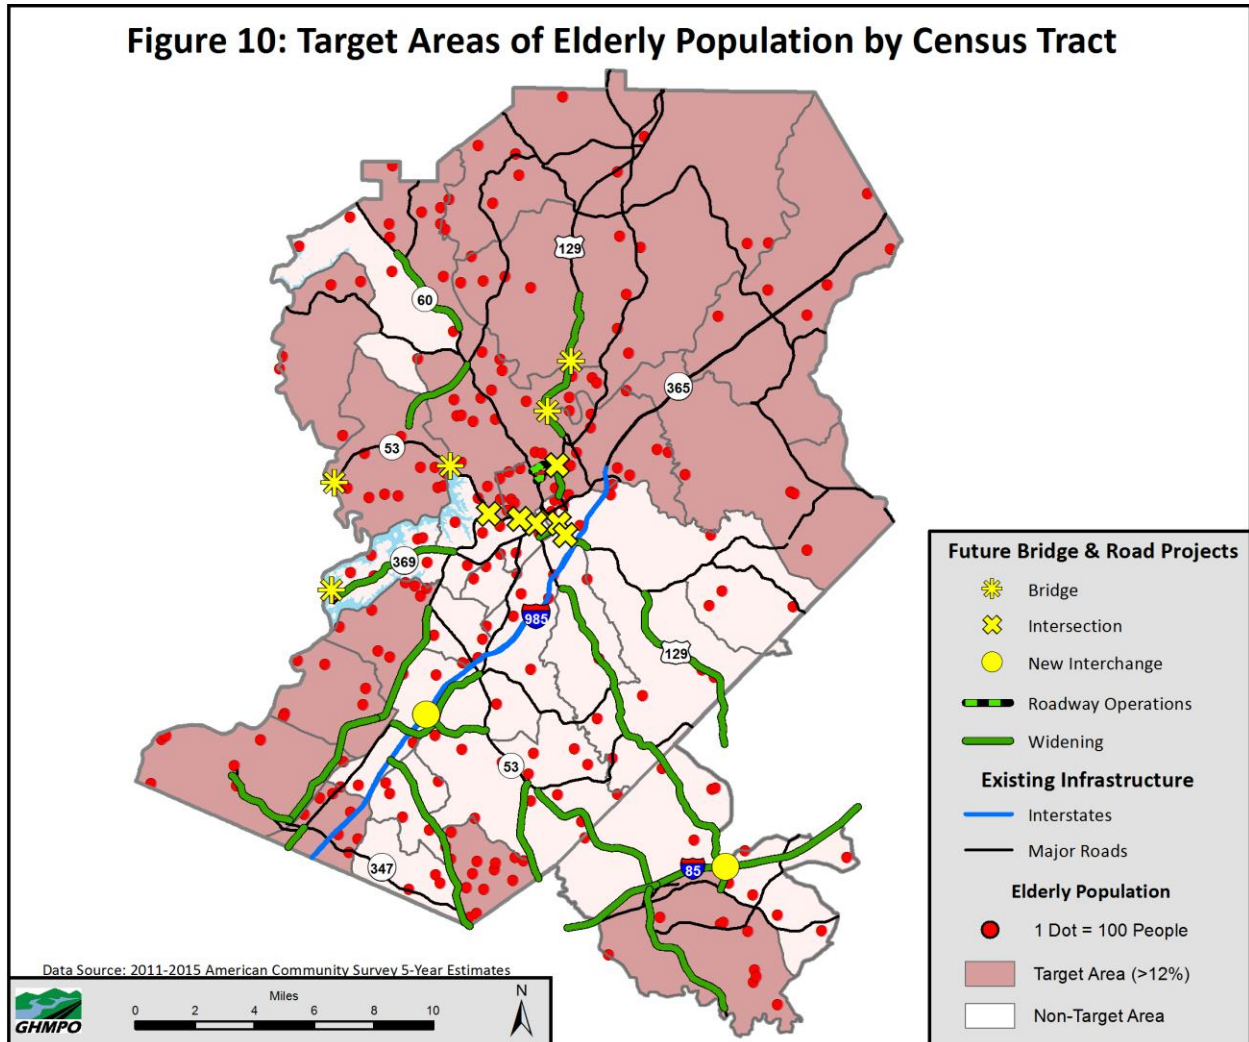 Figure 10: Target Areas of Elderly Population by Census Tract
129
60
365
53
369
985
129
53
85
347
Future Bridge & Road Projects
Bridge
Intersection
New Interchange
Roadway Operations
Widening
Existing Infrastructure
Interstates
Major Roads
Elderly Population
1 Dot = 100 People
Target Area (>12%)
Non-Target Area
Data Source: 2011-2015 American Community Survey 5-Year Estimates
GHMPO
Miles
0 2 4 6 8 10
N